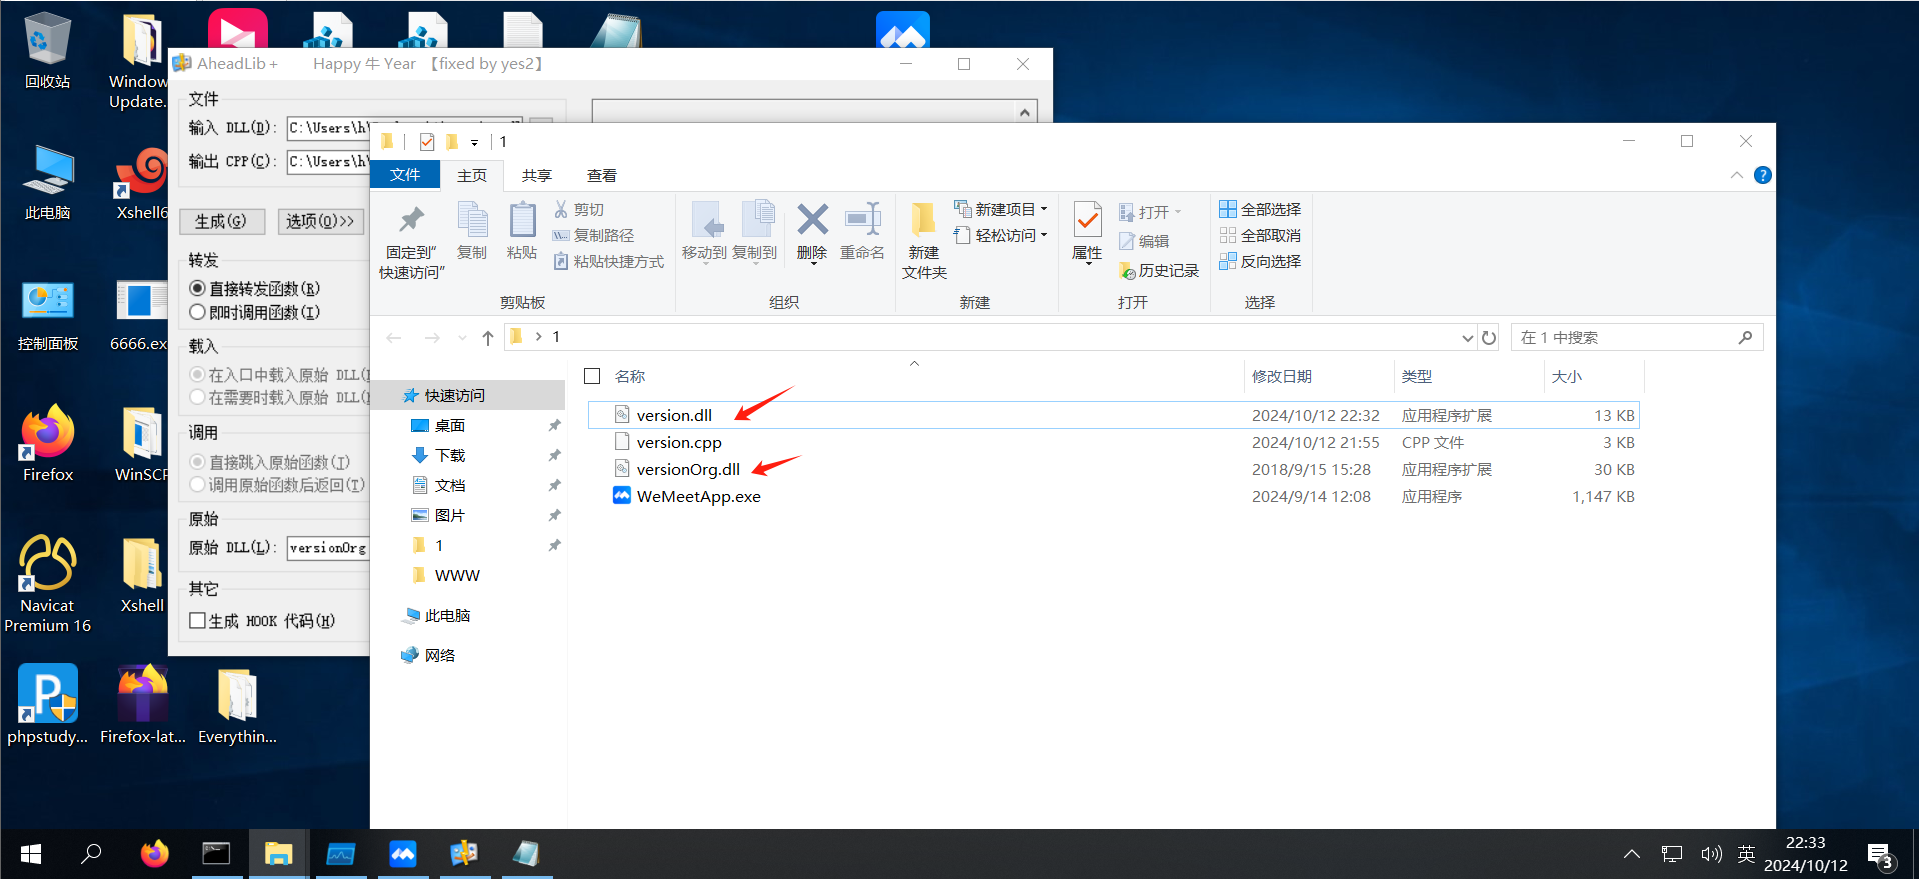 回收站
Window
Update.
此电脑
Xshell6
控制面板
6666.ex
Firefox
WinSCP
Navicat
Premium 16
Xshell
phpstudy...
Firefox-lat...
Everythin...
AheadLib+ Happy 牛 Year 【fixed by yes2】
文件
输入 DLL(D):
C:\Users\h\
输出 CPP(C):
C:\Users\h\
生成(G)
选项(O)>>
转发
直接转发函数(R)
即时调用函数(I)
载入
在入口中载入原始 DLL(
在需要时载入原始 DLL(
调用
直接跳入原始函数(J)
调用原始函数后返回(T)
原始
原始 DLL(L):
versionOrg
其它
生成 HOOK 代码(H)
1
文件 主页 共享 查看
固定到"
快速访问"
复制
粘贴
剪切
复制路径
粘贴快捷方式
剪贴板
移动到
复制到
删除
重命名
组织
新建
文件夹
新建项目
轻松访问
新建
属性
打开
编辑
历史记录
打开
全部选择
全部取消
反向选择
选择
1
在 1 中搜索
快速访问
桌面
下载
文档
图片
1
WWW
此电脑
网络
名称 修改日期 类型 大小
version.dll 2024/10/12 22:32 应用程序扩展 13 KB
version.cpp 2024/10/12 21:55 CPP 文件 3 KB
versionOrg.dll 2018/9/15 15:28 应用程序扩展 30 KB
WeMeetApp.exe 2024/9/14 12:08 应用程序 1,147 KB
英
22:33
2024/10/12
3